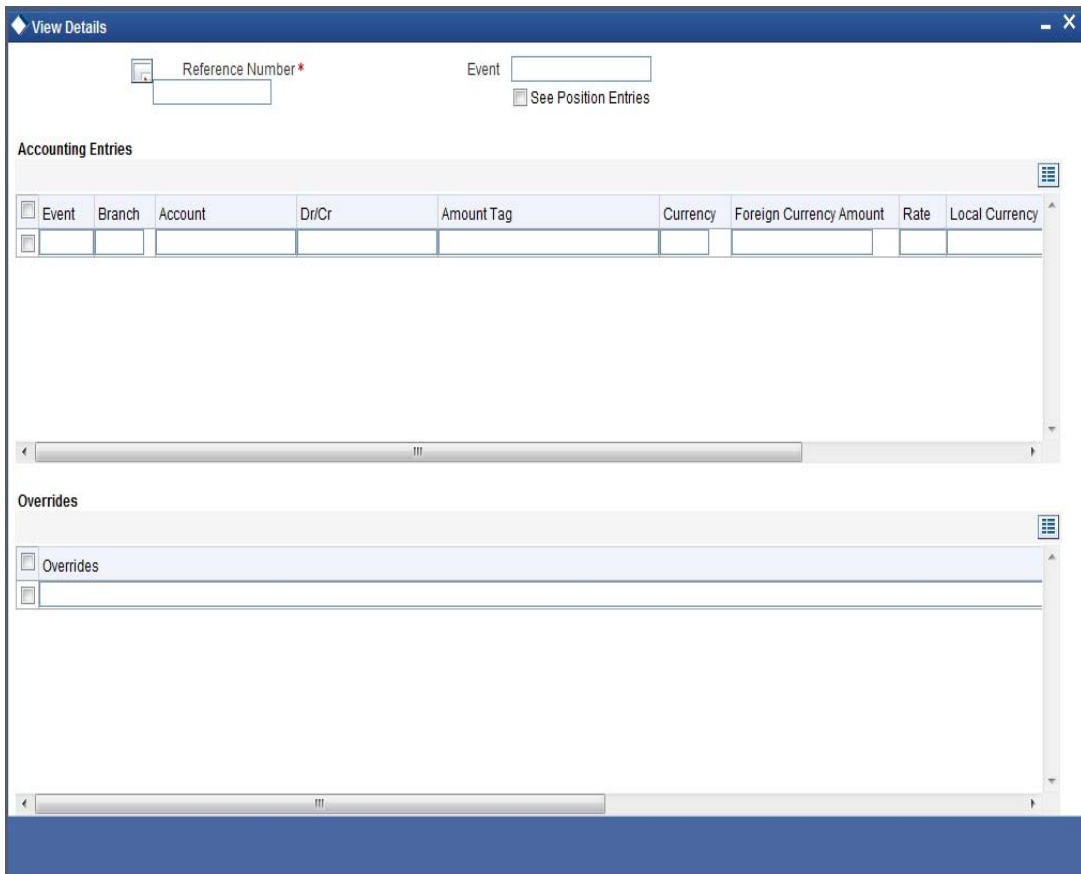 View Details
Reference Number *
Event
See Position Entries
Accounting Entries
Event Branch Account Dr/Cr Amount Tag Currency Foreign Currency Amount Rate Local Currency
Overrides
Overrides